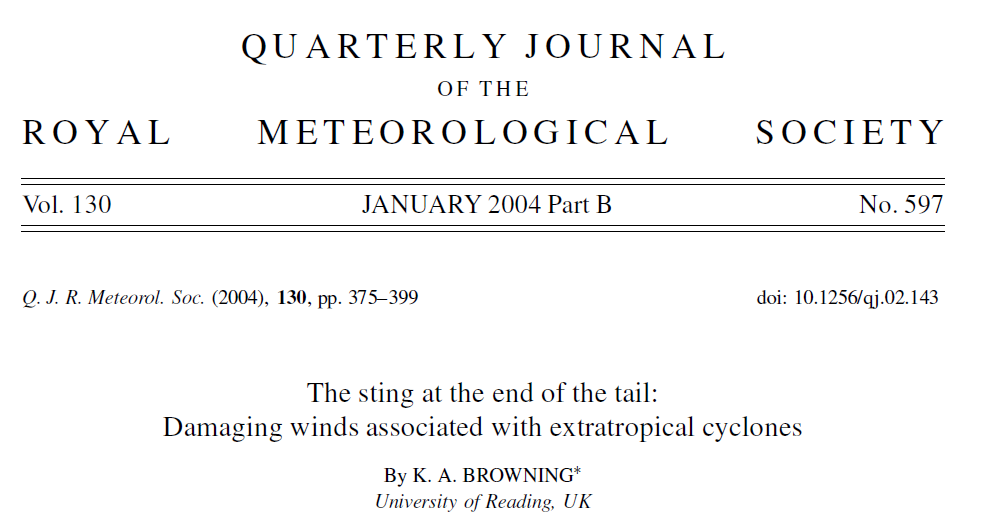 QUARTERLY JOURNAL
OF THE
ROYAL METEOROLOGICAL SOCIETY
Vol. 130 JANUARY 2004 Part B No. 597
Q. J. R. Meteorol. Soc. (2004), 130, pp. 375–399 doi: 10.1256/qj.02.143
The sting at the end of the tail:
Damaging winds associated with extratropical cyclones
By K. A. BROWNING*
University of Reading, UK